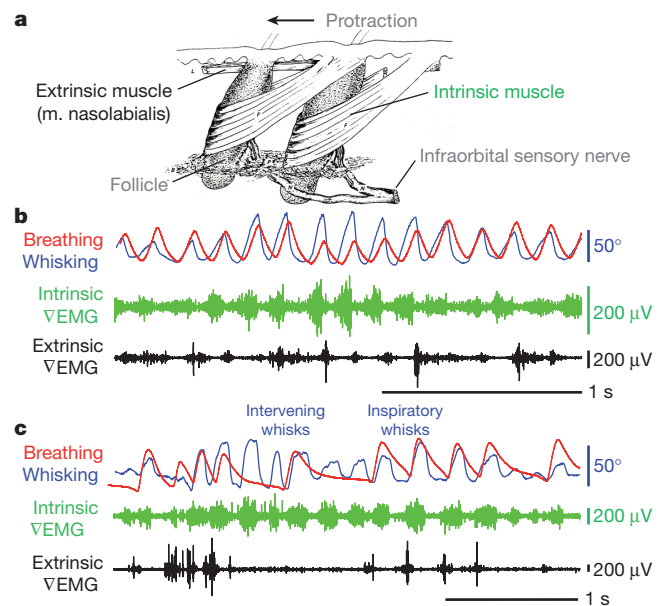 a
Protraction
Extrinsic muscle
(m. nasolabialis)
Intrinsic muscle
Infraorbital sensory nerve
Follicle
b
Breathing
Whisking
50°
Intrinsic
∇EMG
200 μV
Extrinsic
∇EMG
200 μV
1 s
c
Intervening
whisks
Inspiratory
whisks
Breathing
Whisking
50°
Intrinsic
∇EMG
200 μV
Extrinsic
∇EMG
200 μV
1 s